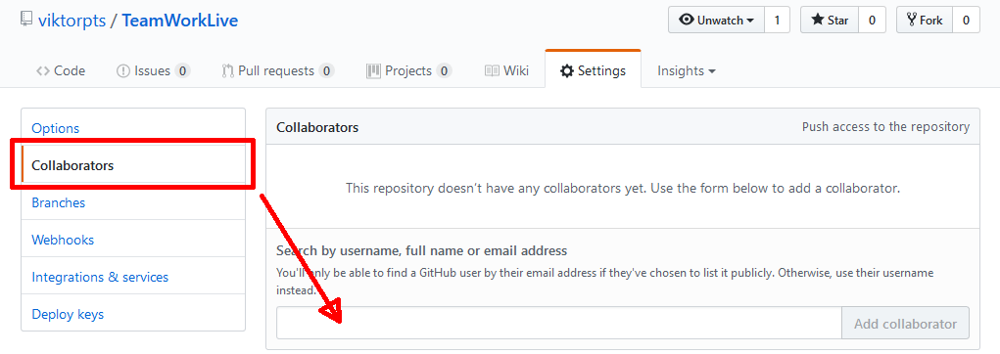 viktorpts / TeamWorkLive
Unwatch 1 Star 0 Fork 0
Code Issues 0 Pull requests 0 Projects 0 Wiki Settings Insights
Options
Collaborators
Branches
Webhooks
Integrations & services
Deploy keys
Collaborators Push access to the repository
This repository doesn't have any collaborators yet. Use the form below to add a collaborator.
Search by username, full name or email address
You'll only be able to find a GitHub user by their email address if they've chosen to list it publicly. Otherwise, use their username
instead.
Add collaborator